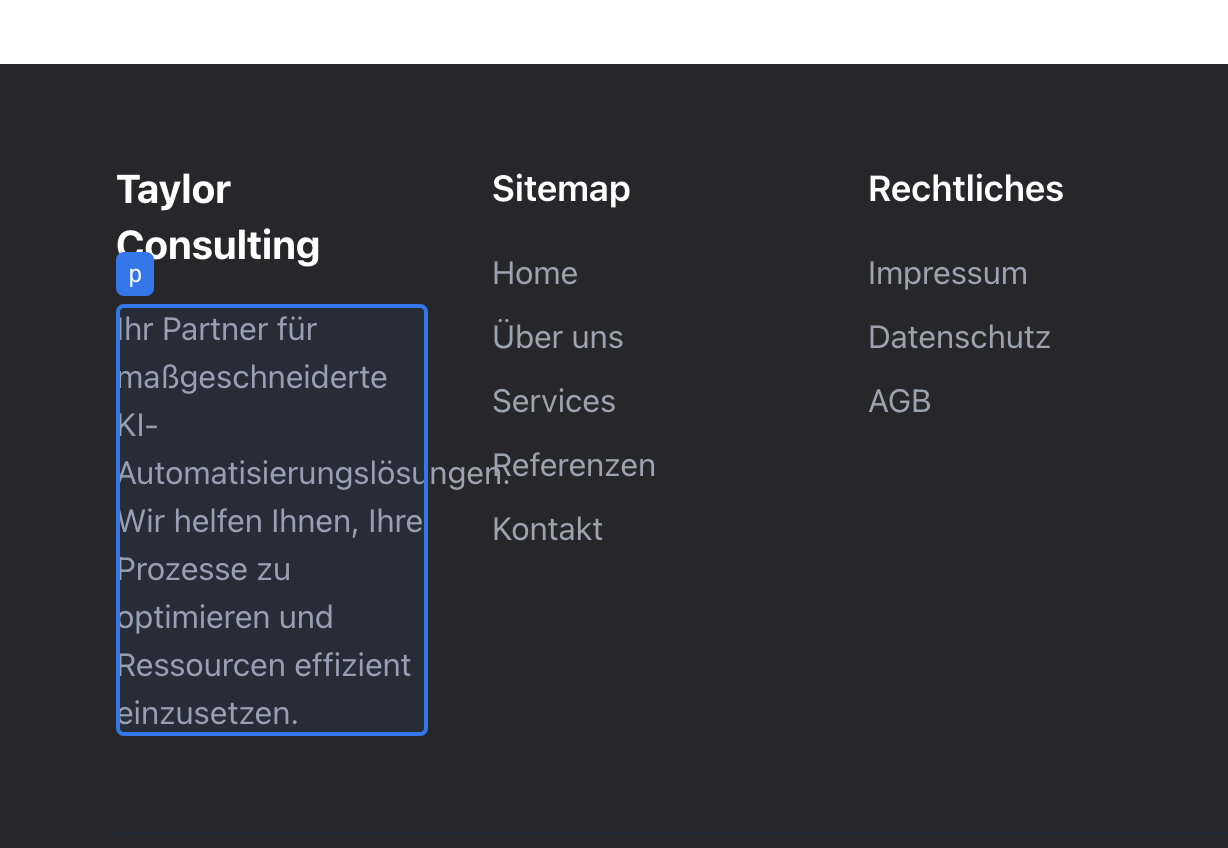 Taylor
Consulting
p
Ihr Partner für
maßgeschneiderte
KI-
Automatisierungslösungen.
Wir helfen Ihnen, Ihre
Prozesse zu
optimieren und
Ressourcen effizient
einzusetzen.
Sitemap
Home
Über uns
Services
Referenzen
Kontakt
Rechtliches
Impressum
Datenschutz
AGB